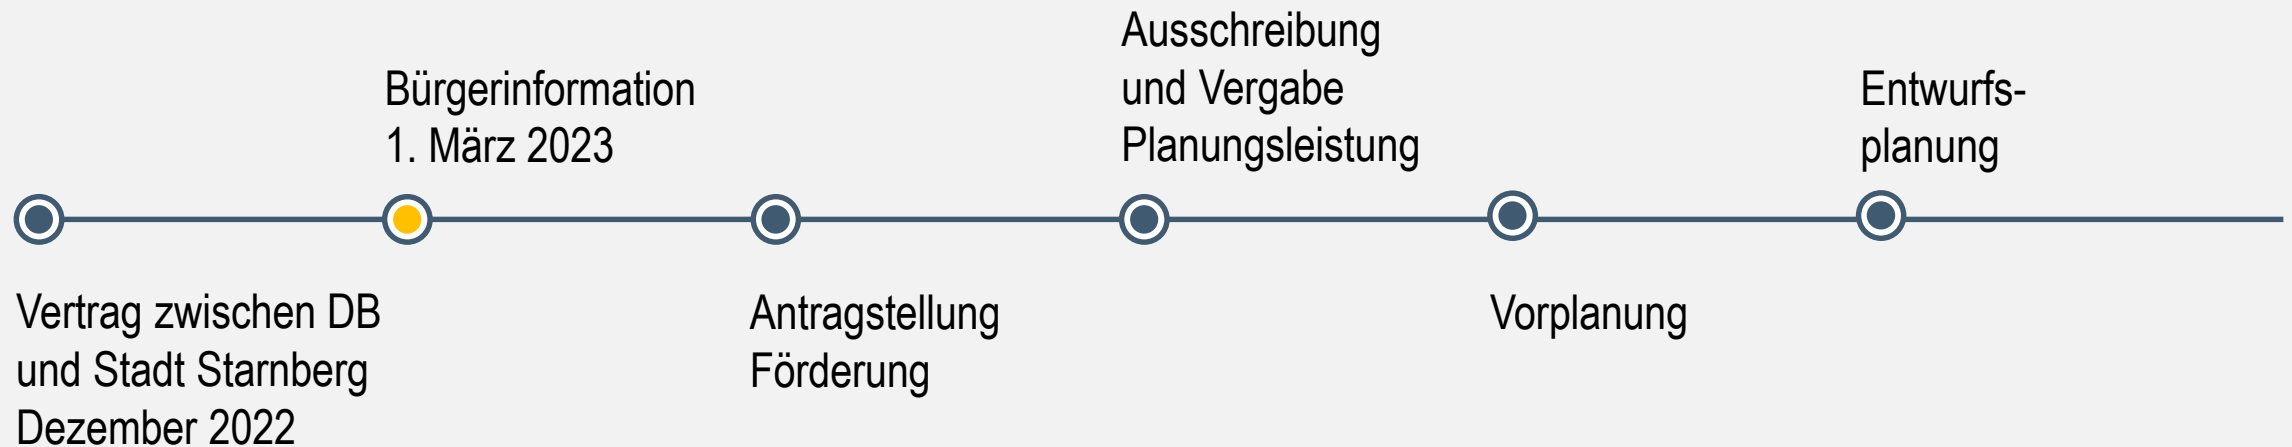 Vertrag zwischen DB
und Stadt Starnberg
Dezember 2022
Bürgerinformation
1. März 2023
Antragstellung
Förderung
Ausschreibung
und Vergabe
Planungsleistung
Vorplanung
Entwurfs-
planung